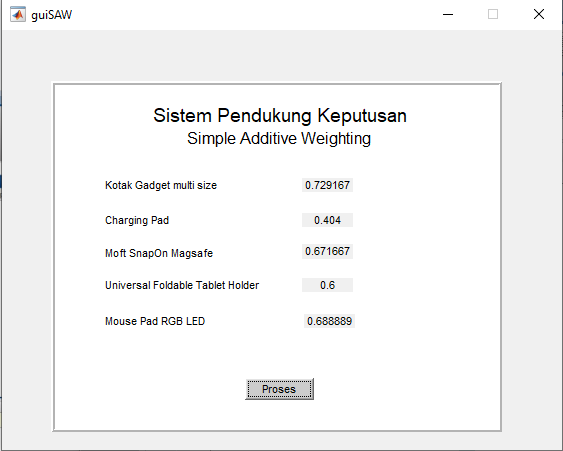 guiSAW
Sistem Pendukung Keputusan
Simple Additive Weighting
Kotak Gadget multi size 0.729167
Charging Pad 0.404
Moft SnapOn Magsafe 0.671667
Universal Foldable Tablet Holder 0.6
Mouse Pad RGB LED 0.688889
Proses